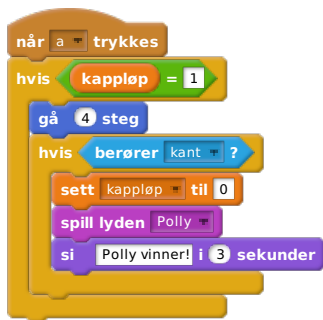 når a trykkes
hvis kappløp = 1
gå 4 steg
hvis berører kant ?
sett kappløp til 0
spill lyden Polly
si Polly vinner! i 3 sekunder